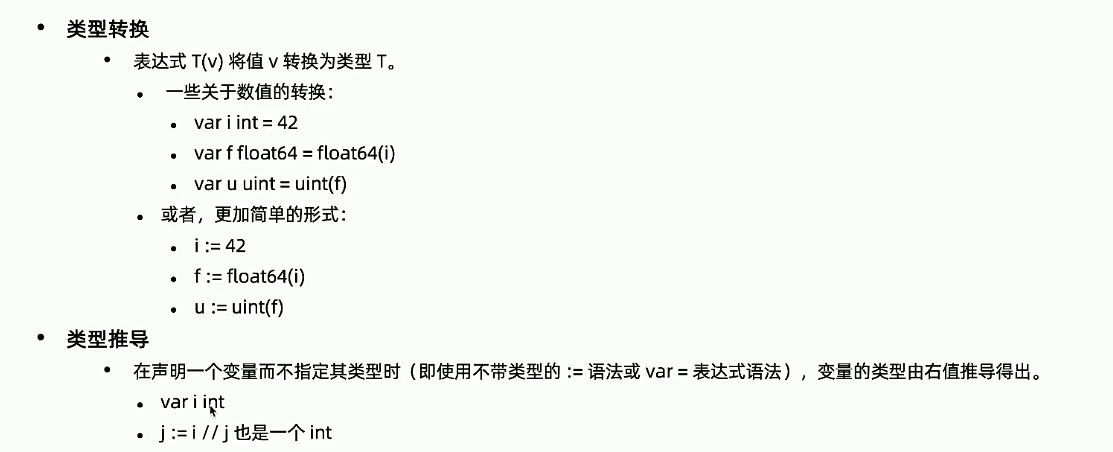 类型转换
表达式 T(v) 将值 v 转换为类型 T。
一些关于数值的转换：
var i int = 42
var f float64 = float64(i)
var u uint = uint(f)
或者，更加简单的形式：
i := 42
f := float64(i)
u := uint(f)
类型推导
在声明一个变量而不指定其类型时（即使用不带类型的 := 语法或 var = 表达式语法），变量的类型由右值推导得出。
var i int
j := i // j 也是一个 int